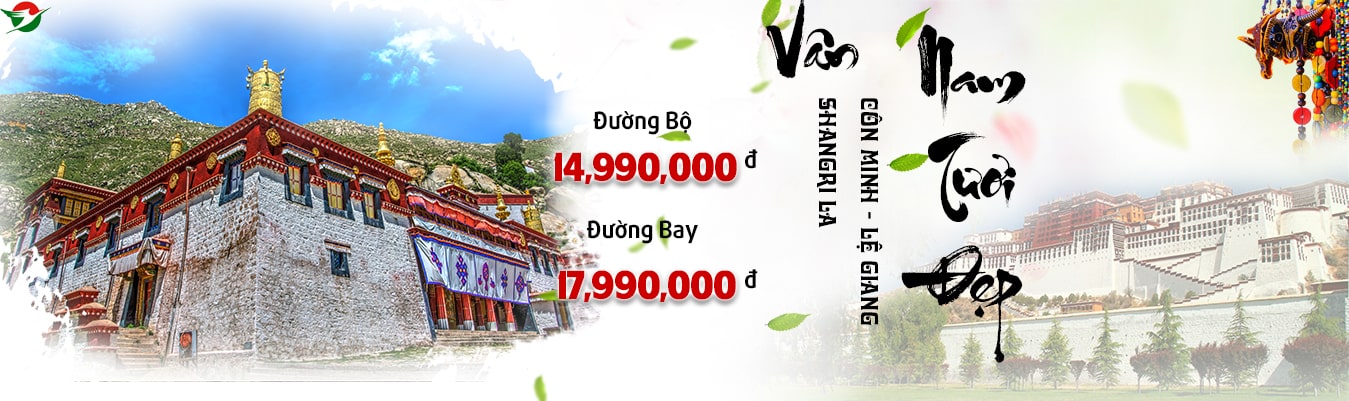 Đường Bộ
14,990,000 đ
Đường Bay
17,990,000 đ
Vân
Nam
Tươi
Đẹp
CÔN MINH - LỆ GIANG
SHANGRI LA